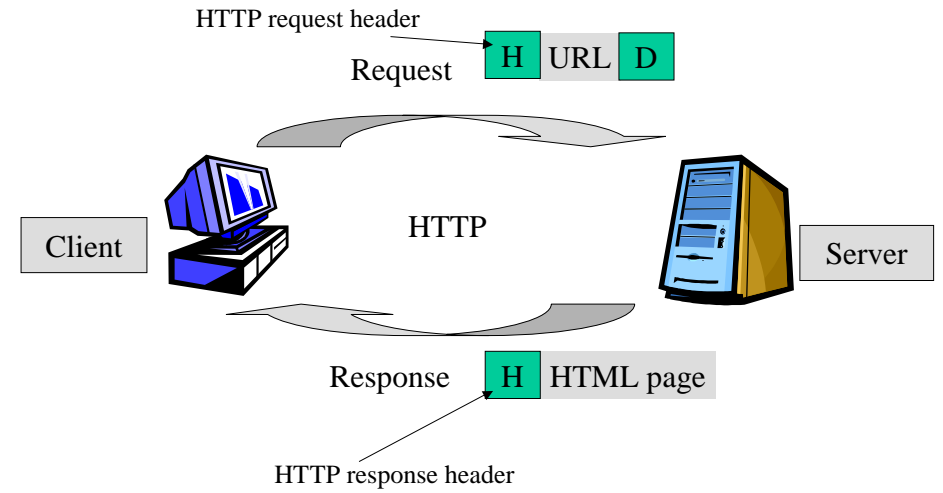 HTTP request header
Request H URL D
Client
HTTP
Server
Response H HTML page
HTTP response header